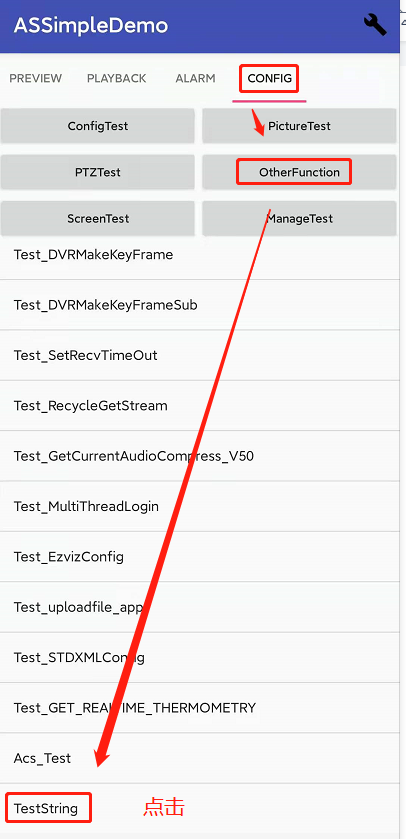 ASSimpleDemo
PREVIEW PLAYBACK ALARM CONFIG
ConfigTest PictureTest
PTZTest OtherFunction
ScreenTest ManageTest
Test_DVRMakeKeyFrame
Test_DVRMakeKeyFrameSub
Test_SetRecvTimeOut
Test_RecycleGetStream
Test_GetCurrentAudioCompress_V50
Test_MultiThreadLogin
Test_EzvizConfig
Test_uploadfile_app
Test_STDXMLConfig
Test_GET_REALTIME_THERMOMETRY
Acs_Test
TestString 点击